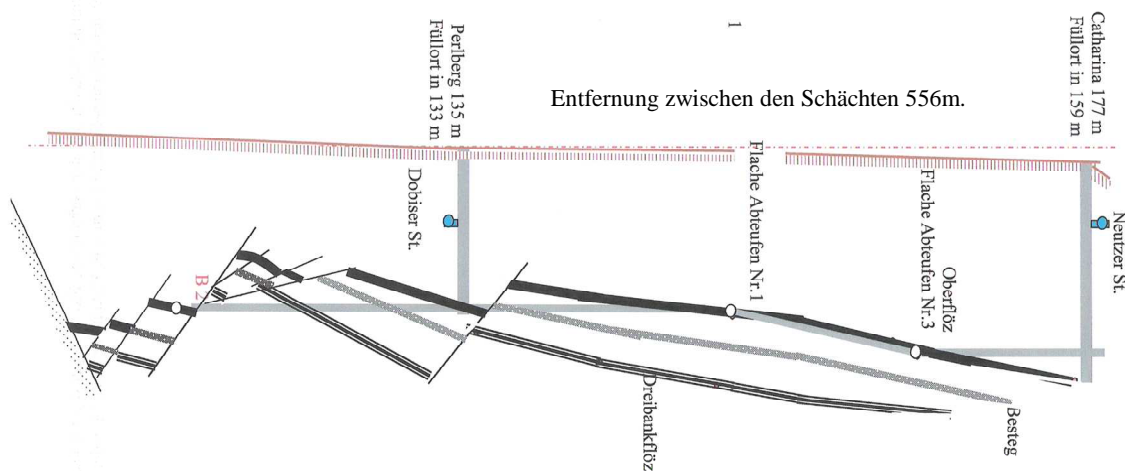 1
Catharina 177 m
Füllort in 159 m
Perlberg 135 m
Füllort in 133 m
Entfernung zwischen den Schächten 556m.
Flache Abteufen Nr.1
Dobiser St.
Oberflöz
Flache Abteufen Nr.3
Neutzer St.
B 2
Dreibankflöz
Besteg